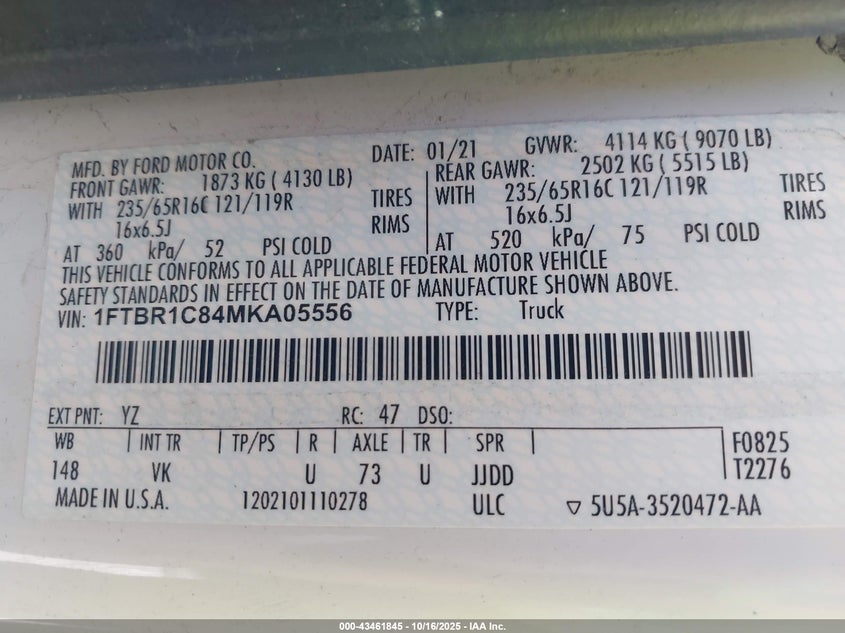 MFD. BY FORD MOTOR CO.
DATE: 01/21 GVWR: 4114 KG ( 9070 LB)
FRONT GAWR: 1873 KG ( 4130 LB)
WITH 235/65R16C 121/119R TIRES
16x6.5J RIMS
AT 360 kPa/ 52 PSI COLD
REAR GAWR: 2502 KG ( 5515 LB)
WITH 235/65R16C 121/119R TIRES
16x6.5J RIMS
AT 520 kPa/ 75 PSI COLD
THIS VEHICLE CONFORMS TO ALL APPLICABLE FEDERAL MOTOR VEHICLE
SAFETY STANDARDS IN EFFECT ON THE DATE OF MANUFACTURE SHOWN ABOVE.
VIN: 1FTBR1C84MKA05556 TYPE: Truck
EXT PNT: YZ RC: 47 DSO:
WB INT TR TP/PS R AXLE TR SPR F0825
148 VK U 73 U JJDD T2276
MADE IN U.S.A. 1202101110278 ULC ▽ 5U5A-3520472-AA
000-43461845 - 10/16/2025 - IAA Inc.